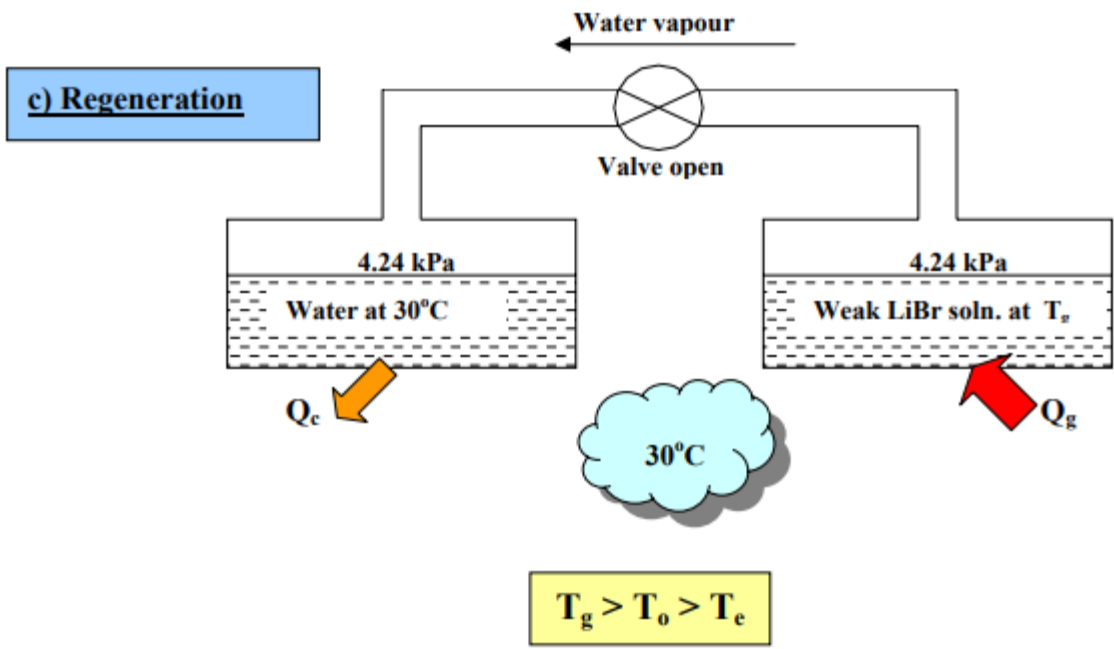 Water vapour
c) Regeneration
Valve open
4.24 kPa
4.24 kPa
Water at 30°C
Weak LiBr soln. at Tg
Qc
Qg
30°C
Tg > To > Te